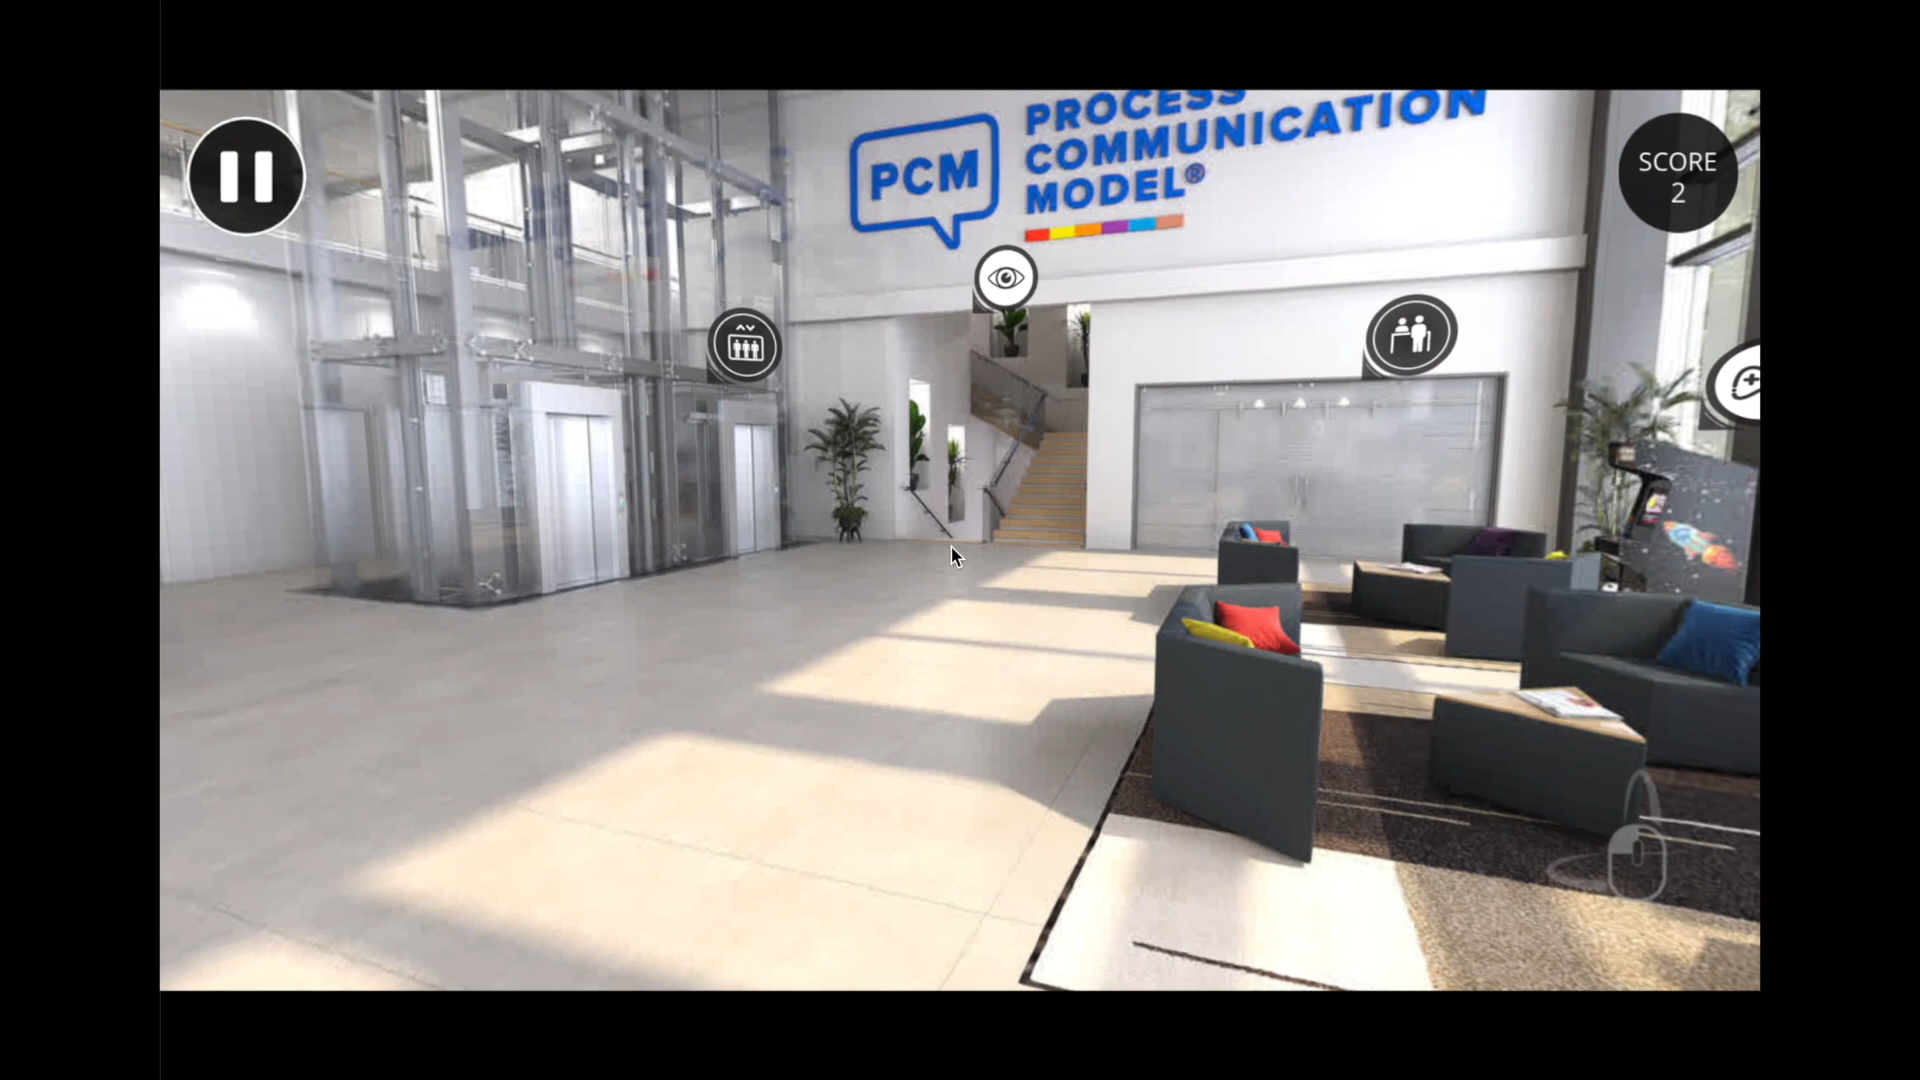 PROCESS
COMMUNICATION
MODEL®
PCM
SCORE
2